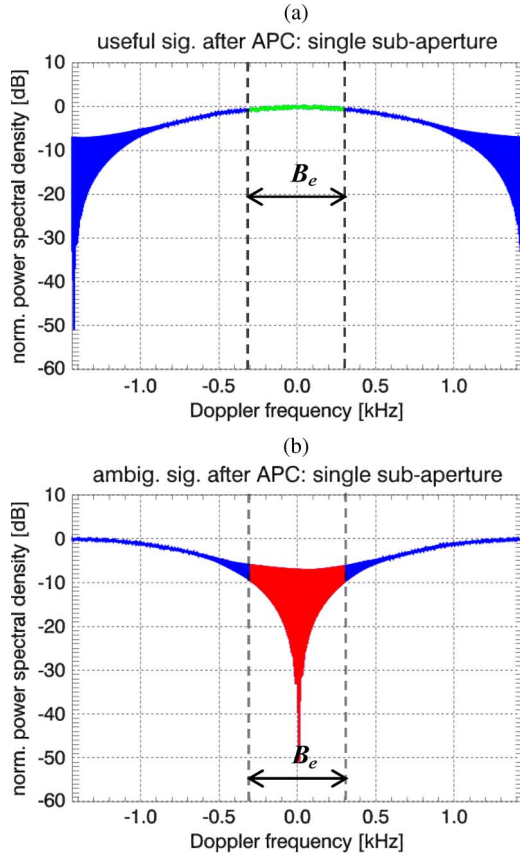 (a)
useful sig. after APC: single sub-aperture
norm. power spectral density [dB]
10
0
-10
-20
-30
-40
-50
-60
B_e
-1.0 -0.5 0.0 0.5 1.0
Doppler frequency [kHz]
(b)
ambig. sig. after APC: single sub-aperture
norm. power spectral density [dB]
10
0
-10
-20
-30
-40
-50
-60
B_e
-1.0 -0.5 0.0 0.5 1.0
Doppler frequency [kHz]